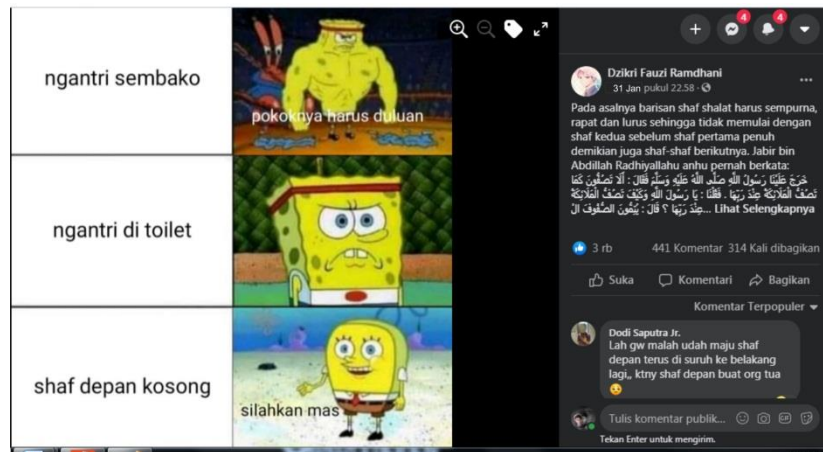 ngantri sembako
pokoknya harus duluan
ngantri di toilet
shaf depan kosong
silahkan mas
4
4
Dzikri Fauzi Ramdhani
31 Jan pukul 22.58
Pada asalnya barisan shaf shalat harus sempurna,
rapat dan lurus sehingga tidak memulai dengan
shaf kedua sebelum shaf pertama penuh
demikian juga shaf-shaf berikutnya. Jabir bin
Abdillah Radhiyallahu anhu pernah berkata:
خَرَجَ عَلَيْنَا رَسُولُ اللَّهِ صَلَّى اللَّهُ عَلَيْهِ وَسَلَّمَ فَقَالَ : أَلَا تَصُفُّونَ كَمَا
تَصُفُّ الْمَلَائِكَةُ عِنْدَ رَبِّهَا . فَقُلْنَا : يَا رَسُولَ اللَّهِ وَكَيْفَ تَصُفُّ الْمَلَائِكَةُ
عِنْدَ رَبِّهَا ؟ قَالَ : يُتِمُّونَ الصُّفُوفَ الْ... Lihat Selengkapnya
3 rb 441 Komentar 314 Kali dibagikan
Suka Komentari Bagikan
Komentar Terpopuler
Dodi Saputra Jr.
Lah gw malah udah maju shaf
depan terus di suruh ke belakang
lagi,, ktny shaf depan buat org tua
Tulis komentar publik...
GIF
Tekan Enter untuk mengirim.